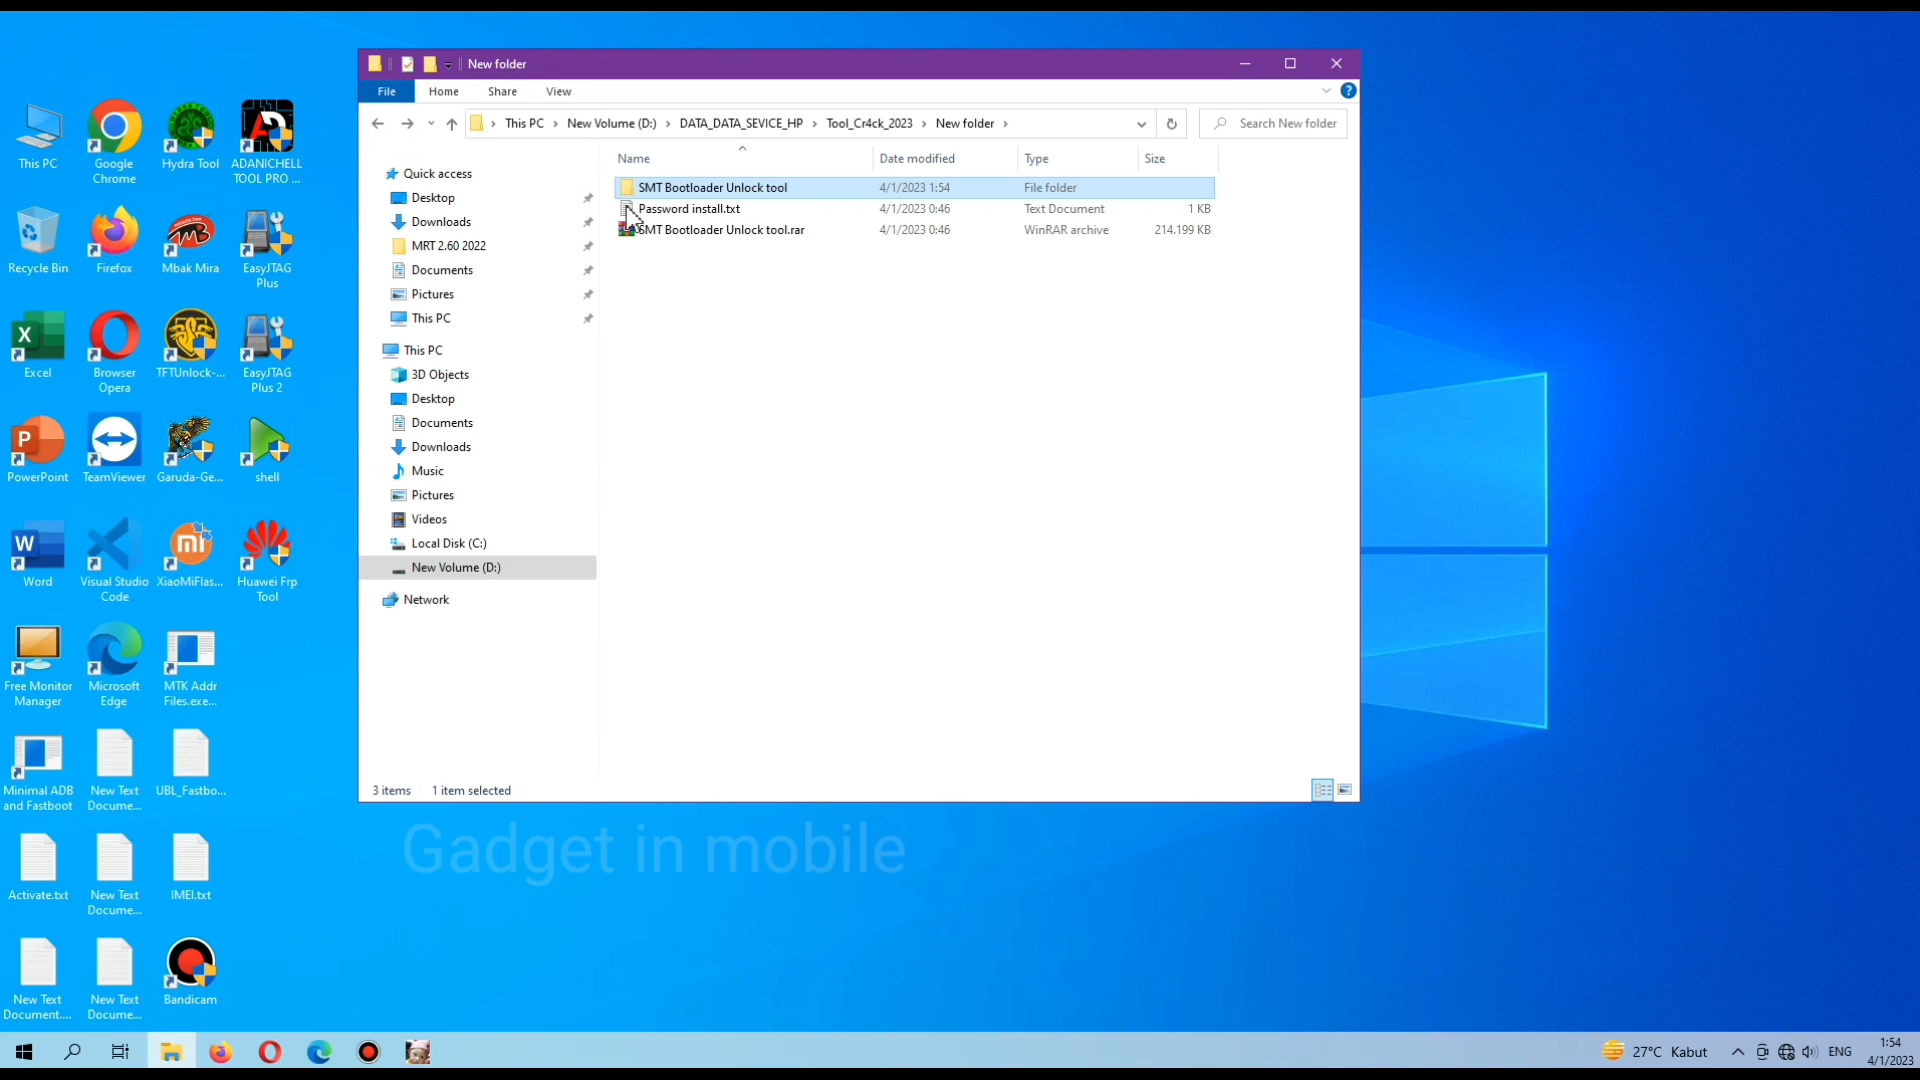 New folder
File
Home
Share
View
This PC
New Volume (D:)
DATA_DATA_SEVICE_HP
Tool_Cr4ck_2023
New folder
Search New folder
Name
Date modified
Type
Size
SMT Bootloader Unlock tool
4/1/2023 1:54
File folder
Password install.txt
4/1/2023 0:46
Text Document
1 KB
SMT Bootloader Unlock tool.rar
4/1/2023 0:46
WinRAR archive
214.199 KB
Quick access
Desktop
Downloads
MRT 2.60 2022
Documents
Pictures
This PC
This PC
3D Objects
Desktop
Documents
Downloads
Music
Pictures
Videos
Local Disk (C:)
New Volume (D:)
Network
3 items
1 item selected
This PC
Google
Chrome
Hydra Tool
ADANICHELL
TOOL PRO ...
Recycle Bin
Firefox
Mbak Mira
EasyJTAG
Plus
Excel
Browser
Opera
TFTUnlock-...
EasyJTAG
Plus 2
PowerPoint
TeamViewer
Garuda-Ge...
shell
Word
Visual Studio
Code
XiaoMiFlas...
Huawei Frp
Tool
Free Monitor
Manager
Microsoft
Edge
MTK Addr
Files.exe...
Minimal ADB
and Fastboot
New Text
Docume...
UBL_Fastbo...
Activate.txt
New Text
Docume...
IMEI.txt
New Text
Document....
New Text
Docume...
Bandicam
Gadget in mobile
27°C Kabut
ENG
1:54
4/1/2023